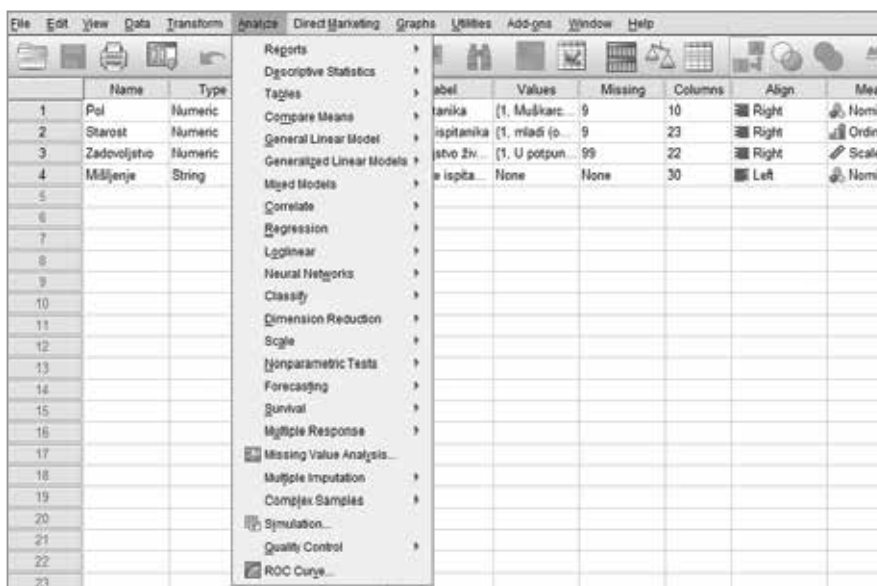 File Edit View Data Transform Analyze Direct Marketing Graphs Utilities Add-ons Window Help
Name Type abel Values Missing Columns Align Mea
1 Pol Numeric tanika {1, Muškarc... 9 10 Right Nomi
2 Starost Numeric ispitanika {1, mladi (o... 9 23 Right Ordin
3 Zadovoljstvo Numeric jstvo živ... {1, U potpun... 99 22 Right Scale
4 Mišljenje String e ispita... None None 30 Left Nomi
5
6
7
8
9
10
11
12
13
14
15
16
17
18
19
20
21
22
23
Reports
Descriptive Statistics
Tables
Compare Means
General Linear Model
Generalized Linear Models
Mixed Models
Correlate
Regression
Loglinear
Neural Networks
Classify
Dimension Reduction
Scale
Nonparametric Tests
Forecasting
Survival
Multiple Response
Missing Value Analysis...
Multiple Imputation
Complex Samples
Simulation...
Quality Control
ROC Curve...